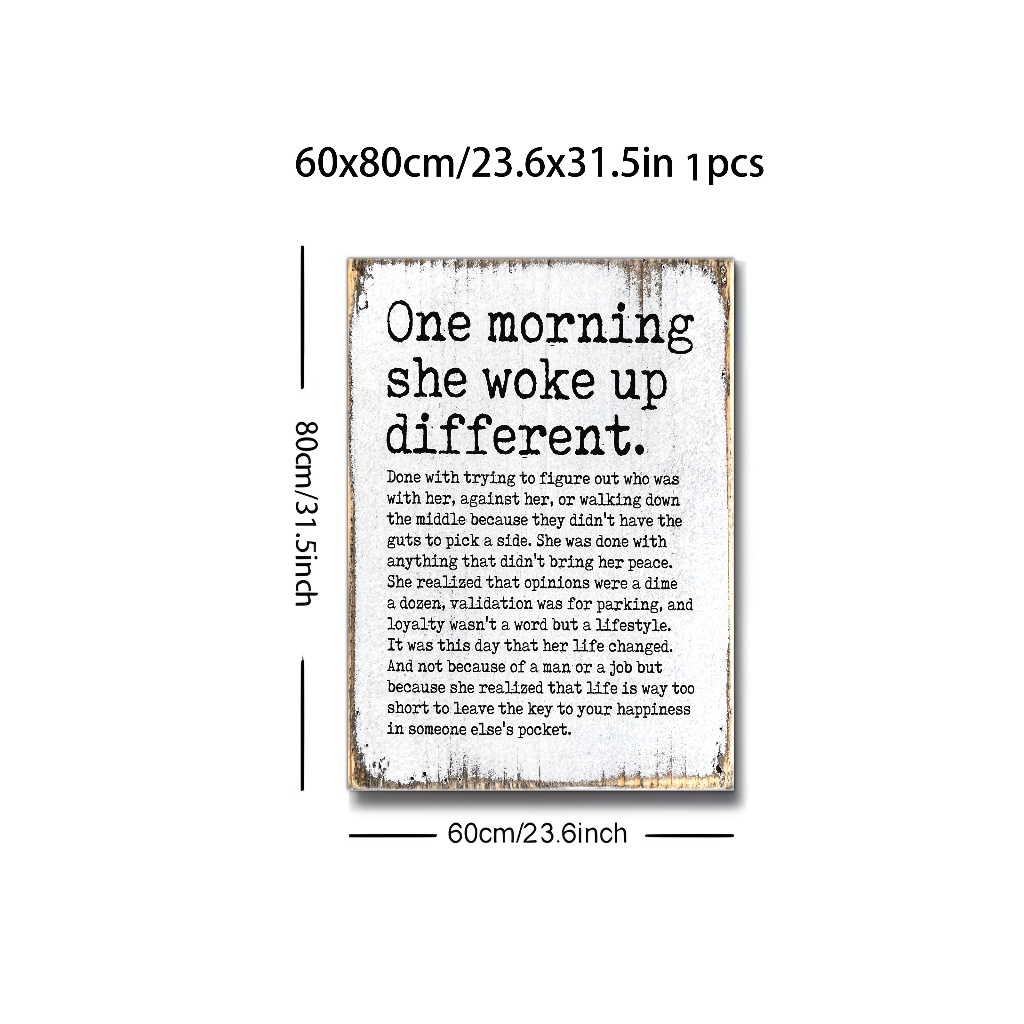 60x80cm/23.6x31.5in 1pcs
One morning
she woke up
different.
Done with trying to figure out who was
with her, against her, or walking down
the middle because they didn't have the
guts to pick a side. She was done with
anything that didn't bring her peace.
She realized that opinions were a dime
a dozen, validation was for parking, and
loyalty wasn't a word but a lifestyle.
It was this day that her life changed.
And not because of a man or a job but
because she realized that life is way too
short to leave the key to your happiness
in someone else's pocket.
80cm/31.5inch
60cm/23.6inch